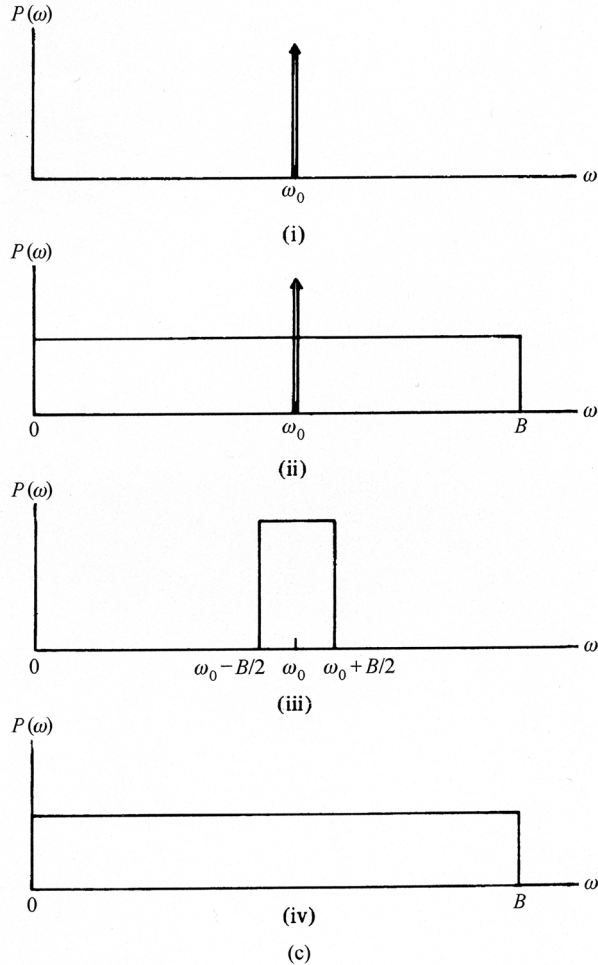 P(ω)
ω
ω₀
(i)
P(ω)
ω
0 ω₀ B
(ii)
P(ω)
ω
0 ω₀−B/2 ω₀ ω₀+B/2
(iii)
P(ω)
ω
0 B
(iv)
(c)